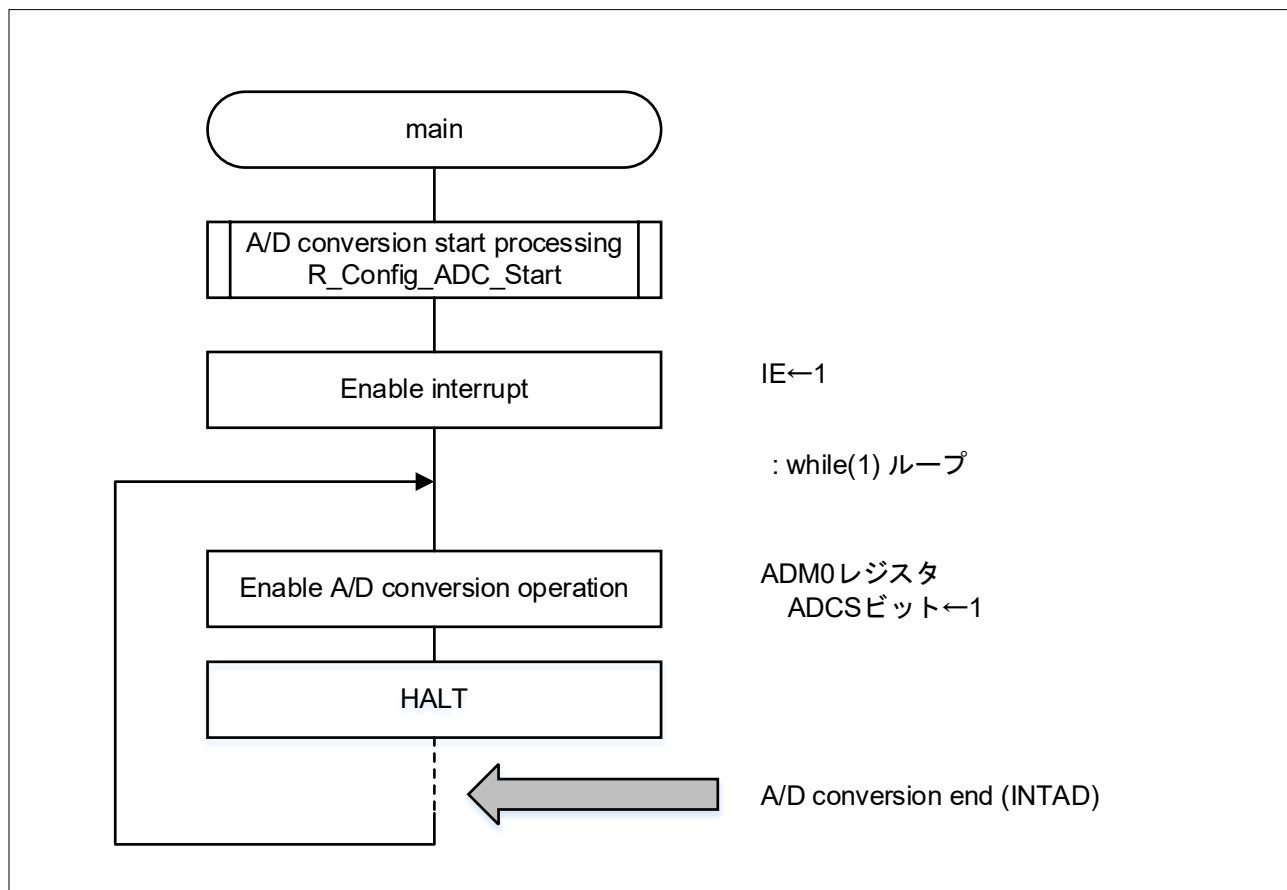 main
A/D conversion start processing
R_Config_ADC_Start
Enable interrupt
IE←1
: while(1) ループ
Enable A/D conversion operation
ADM0レジスタ
ADCSビット←1
HALT
A/D conversion end (INTAD)